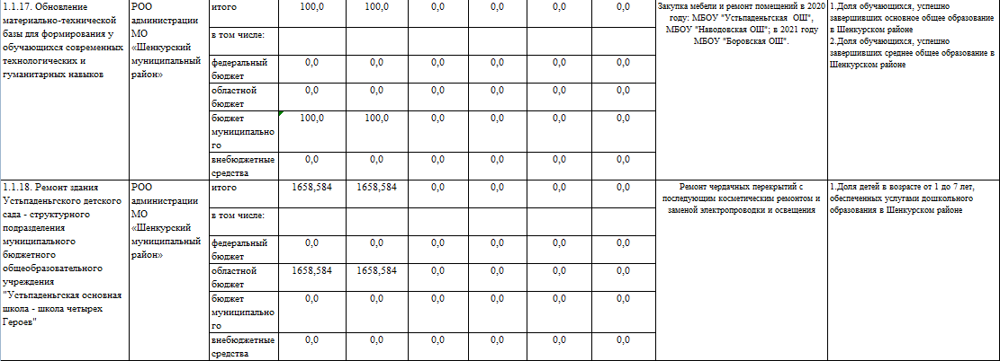 1.1.17. Обновление
материально-технической
базы для формирования у
обучающихся современных
технологических и
гуманитарных навыков
РОО
администрации
МО
«Шенкурский
муниципальный
район»
итого 100,0 100,0 0,0 0,0 0,0 0,0
в том числе:
федеральный
бюджет
0,0 0,0 0,0 0,0 0,0 0,0
областной
бюджет
0,0 0,0 0,0 0,0 0,0 0,0
бюджет
муниципально
го
100,0 100,0 0,0 0,0 0,0 0,0
внебюджетные
средства
0,0 0,0 0,0 0,0 0,0 0,0
Закупка мебели и ремонт помещений в 2020
году: МБОУ "Устьпаденьгская ОШ",
МБОУ "Наводовская ОШ"; в 2021 году
МБОУ "Боровская ОШ".
1.Доля обучающихся, успешно
завершивших основное общее образование
в Шенкурском районе
2.Доля обучающихся, успешно
завершивших среднее общее образование в
Шенкурском районе
1.1.18. Ремонт здания
Устьпаденьгского детского
сада - структурного
подразделения
муниципального
бюджетного
общеобразовательного
учреждения
"Устьпаденьгская основная
школа - школа четырех
Героев"
РОО
администрации
МО
«Шенкурский
муниципальный
район»
итого 1658,584 1658,584 0,0 0,0 0,0 0,0
в том числе:
федеральный
бюджет
0,0 0,0 0,0 0,0 0,0 0,0
областной
бюджет
1658,584 1658,584 0,0 0,0 0,0 0,0
бюджет
муниципально
го
0,0 0,0 0,0 0,0 0,0 0,0
внебюджетные
средства
0,0 0,0 0,0 0,0 0,0 0,0
Ремонт чердачных перекрытий с
последующим косметическим ремонтом и
заменой электропроводки и освещения
1.Доля детей в возрасте от 1 до 7 лет,
обеспеченных услугами дошкольного
образования в Шенкурском районе